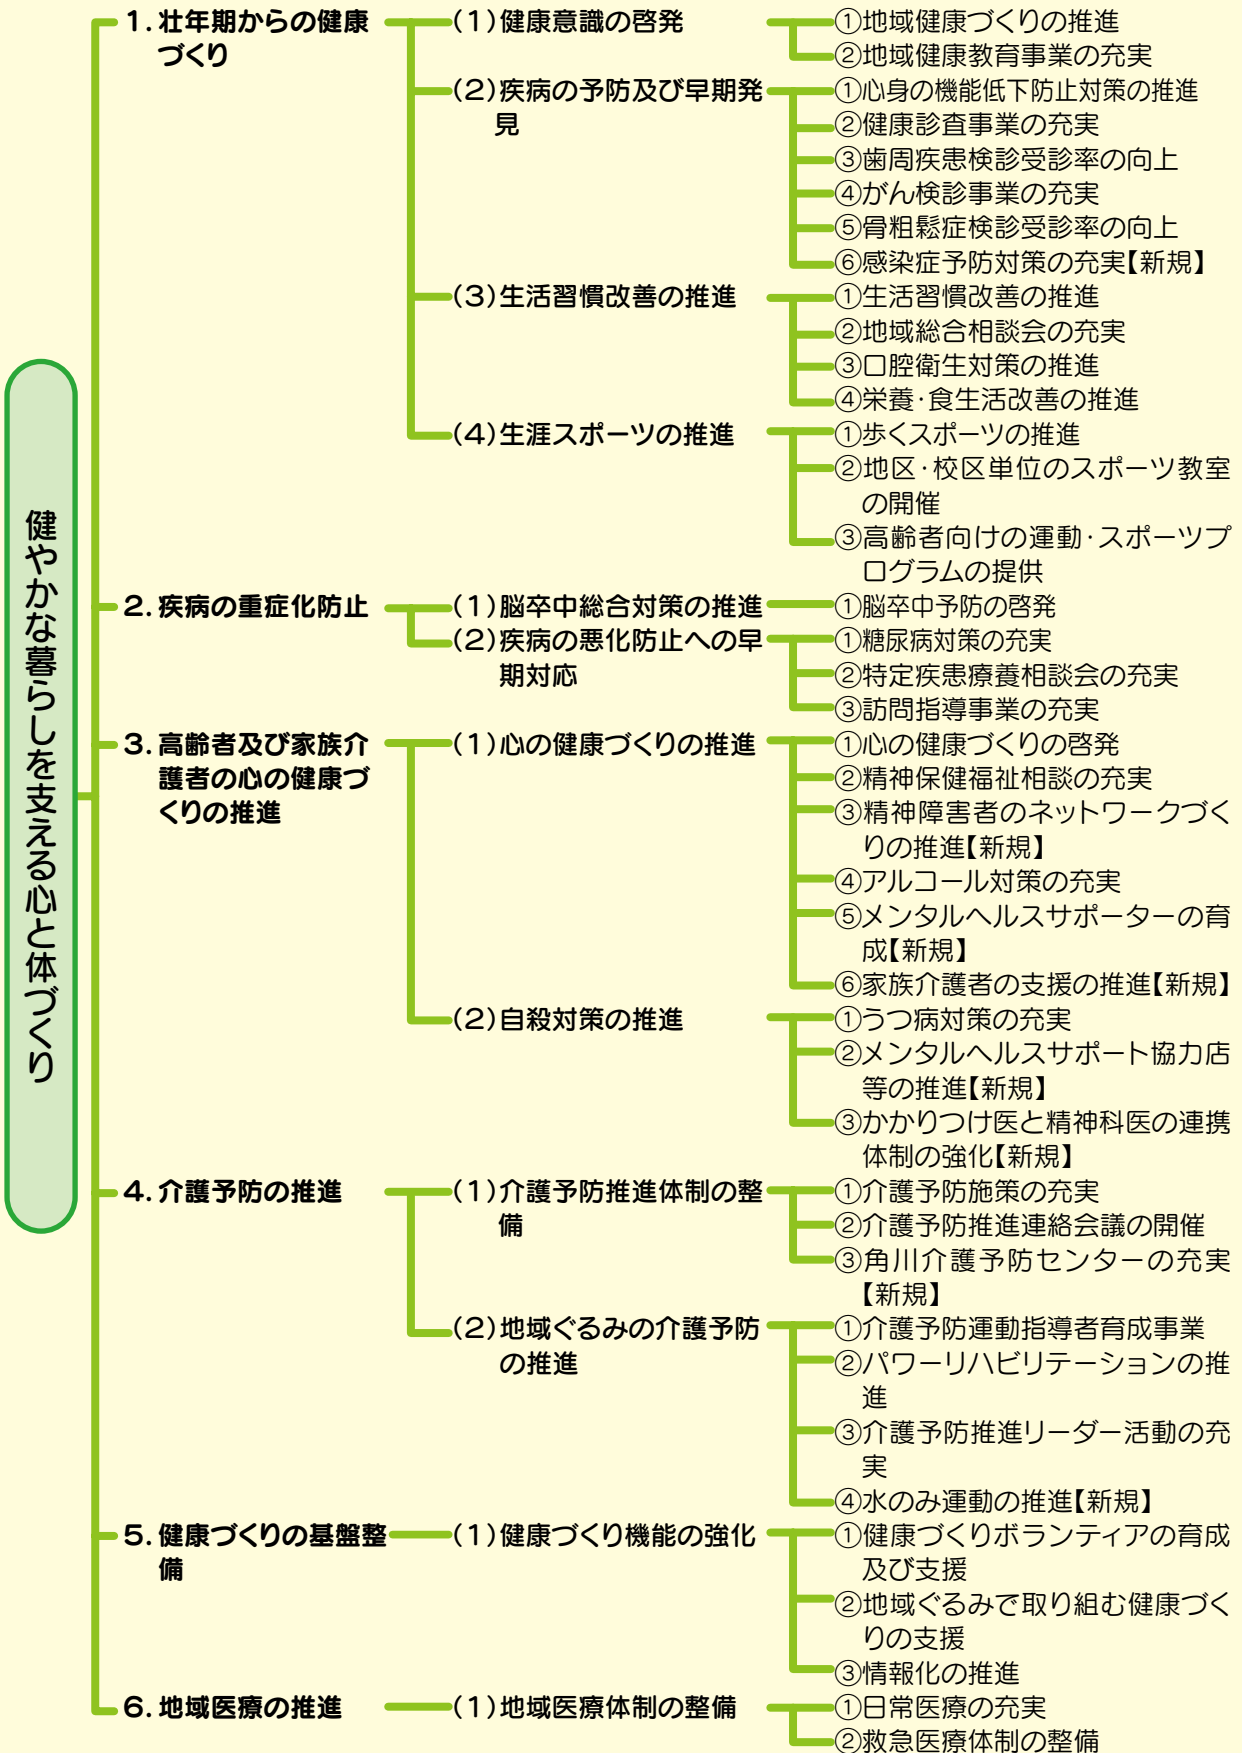 健やかな暮らしを支える心と体づくり
1. 壮年期からの健康
づくり
(1)健康意識の啓発
①地域健康づくりの推進
②地域健康教育事業の充実
(2)疾病の予防及び早期発
見
①心身の機能低下防止対策の推進
②健康診査事業の充実
③歯周疾患検診受診率の向上
④がん検診事業の充実
⑤骨粗鬆症検診受診率の向上
⑥感染症予防対策の充実【新規】
(3)生活習慣改善の推進
①生活習慣改善の推進
②地域総合相談会の充実
③口腔衛生対策の推進
④栄養・食生活改善の推進
(4)生涯スポーツの推進
①歩くスポーツの推進
②地区・校区単位のスポーツ教室
の開催
③高齢者向けの運動・スポーツプ
ログラムの提供
2. 疾病の重症化防止
(1)脳卒中総合対策の推進
①脳卒中予防の啓発
(2)疾病の悪化防止への早
期対応
①糖尿病対策の充実
②特定疾患療養相談会の充実
③訪問指導事業の充実
3. 高齢者及び家族介
護者の心の健康づ
くりの推進
(1)心の健康づくりの推進
①心の健康づくりの啓発
②精神保健福祉相談の充実
③精神障害者のネットワークづく
りの推進【新規】
④アルコール対策の充実
⑤メンタルヘルスサポーターの育
成【新規】
⑥家族介護者の支援の推進【新規】
(2)自殺対策の推進
①うつ病対策の充実
②メンタルヘルスサポート協力店
等の推進【新規】
③かかりつけ医と精神科医の連携
体制の強化【新規】
4. 介護予防の推進
(1)介護予防推進体制の整
備
①介護予防施策の充実
②介護予防推進連絡会議の開催
③角川介護予防センターの充実
【新規】
(2)地域ぐるみの介護予防
の推進
①介護予防運動指導者育成事業
②パワーリハビリテーションの推
進
③介護予防推進リーダー活動の充
実
④水のみ運動の推進【新規】
5. 健康づくりの基盤整
備
(1)健康づくり機能の強化
①健康づくりボランティアの育成
及び支援
②地域ぐるみで取り組む健康づく
りの支援
③情報化の推進
6. 地域医療の推進
(1)地域医療体制の整備
①日常医療の充実
②救急医療体制の整備